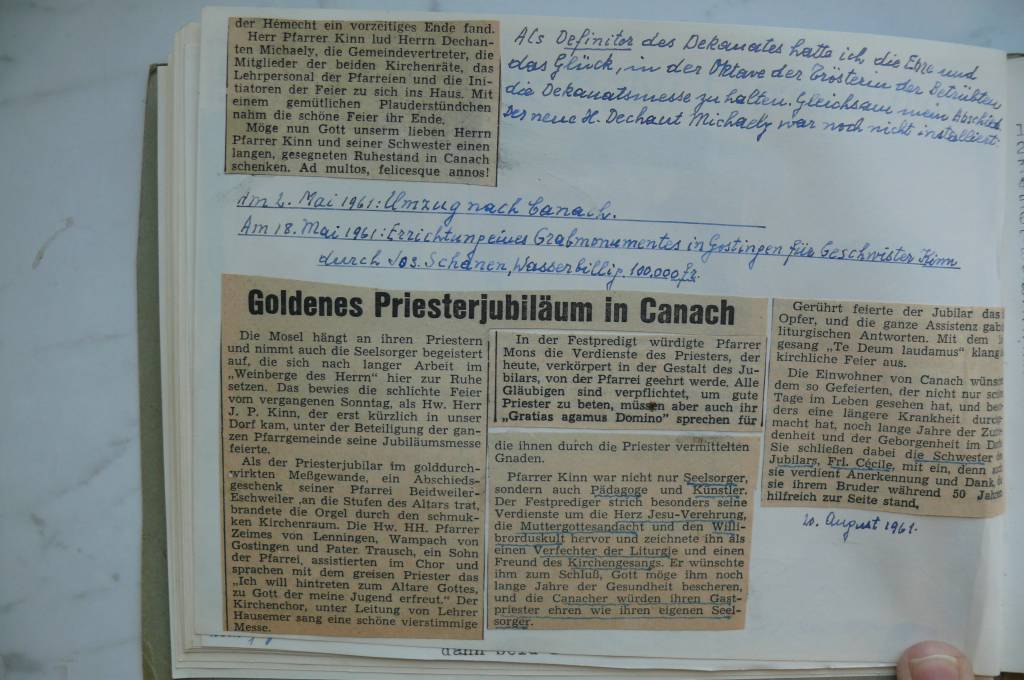 der Hémecht ein vorzeitiges Ende fand.
Herr Pfarrer Kinn lud Herrn Dechan-
ten Michaely, die Gemeindevertreter, die
Mitglieder der beiden Kirchenräte, das
Lehrpersonal der Pfarreien und die Ini-
tiatoren der Feier zu sich ins Haus. Mit
einem gemütlichen Plauderstündchen
nahm die schöne Feier ihr Ende.
Möge nun Gott unserm lieben Herrn
Pfarrer Kinn und seiner Schwester einen
langen, gesegneten Ruhestand in Canach
schenken. Ad multos, felicesque annos!
Als Definitor des Dekanates hatte ich die Ehre und
das Glück, in der Oktave der Trösterin der Betrübten
die Dekanatsmesse zu halten. Gleichsam mein Abschied.
Der neue H. Dechant Michaely war noch nicht installiert.
Am 2. Mai 1961: Umzug nach Canach.
Am 18. Mai 1961: Errichtung eines Grabmonumentes in Gostingen für Geschwister Kinn
durch Jos. Schänen, Wasserbillig. 100.000 fr.
Goldenes Priesterjubiläum in Canach
Die Mosel hängt an ihren Priestern
und nimmt auch die Seelsorger begeistert
auf, die sich nach langer Arbeit im
„Weinberge des Herrn" hier zur Ruhe
setzen. Das bewies die schlichte Feier
vom vergangenen Sonntag, als Hw. Herr
J. P. Kinn, der erst kürzlich in unser
Dorf kam, unter der Beteiligung der gan-
zen Pfarrgemeinde seine Jubiläumsmesse
feierte.
Als der Priesterjubilar im golddurch-
wirkten Meßgewande, ein Abschieds-
geschenk seiner Pfarrei Beidweiler-
Eschweiler, an die Stufen des Altars trat,
brandete die Orgel durch den schmuk-
ken Kirchenraum. Die Hw. HH. Pfarrer
Zeimes von Lenningen, Wampach von
Gostingen und Pater Trausch, ein Sohn
der Pfarrei, assistierten im Chor und
sprachen mit dem greisen Priester das
„Ich will hintreten zum Altare Gottes,
zu Gott der meine Jugend erfreut." Der
Kirchenchor, unter Leitung von Lehrer
Hausemer sang eine schöne vierstimmige
Messe.
In der Festpredigt würdigte Pfarrer
Mons die Verdienste des Priesters, der
heute, verkörpert in der Gestalt des Ju-
bilars, von der Pfarrei geehrt werde. Alle
Gläubigen sind verpflichtet, um gute
Priester zu beten, müssen aber auch ihr
„Gratias agamus Domino" sprechen für
die ihnen durch die Priester vermittelten
Gnaden.
Pfarrer Kinn war nicht nur Seelsorger,
sondern auch Pädagoge und Künstler.
Der Festprediger strich besonders seine
Verdienste um die Herz Jesu-Verehrung,
die Muttergottesandacht und den Willi-
brorduskult hervor und zeichnete ihn als
einen Verfechter der Liturgie und einen
Freund des Kirchengesangs. Er wünschte
ihm zum Schluß, Gott möge ihm noch
lange Jahre der Gesundheit bescheren,
und die Canacher würden ihren Gast-
priester ehren wie ihren eigenen Seel-
sorger.
Gerührt feierte der Jubilar das
Opfer, und die ganze Assistenz gab
liturgischen Antworten. Mit dem
gesang „Te Deum laudamus" klang
kirchliche Feier aus.
Die Einwohner von Canach wünsch
dem so Gefeierten, der nicht nur
Tage im Leben gesehen hat, und
ders eine längere Krankheit
macht hat, noch lange Jahre der
denheit und der Geborgenheit im
Sie schließen dabei die Schwester
Jubilars, Frl. Cécile, mit ein, denn
sie verdient Anerkennung und Dank,
sie ihrem Bruder während 50
hilfreich zur Seite stand,
20. August 1961.